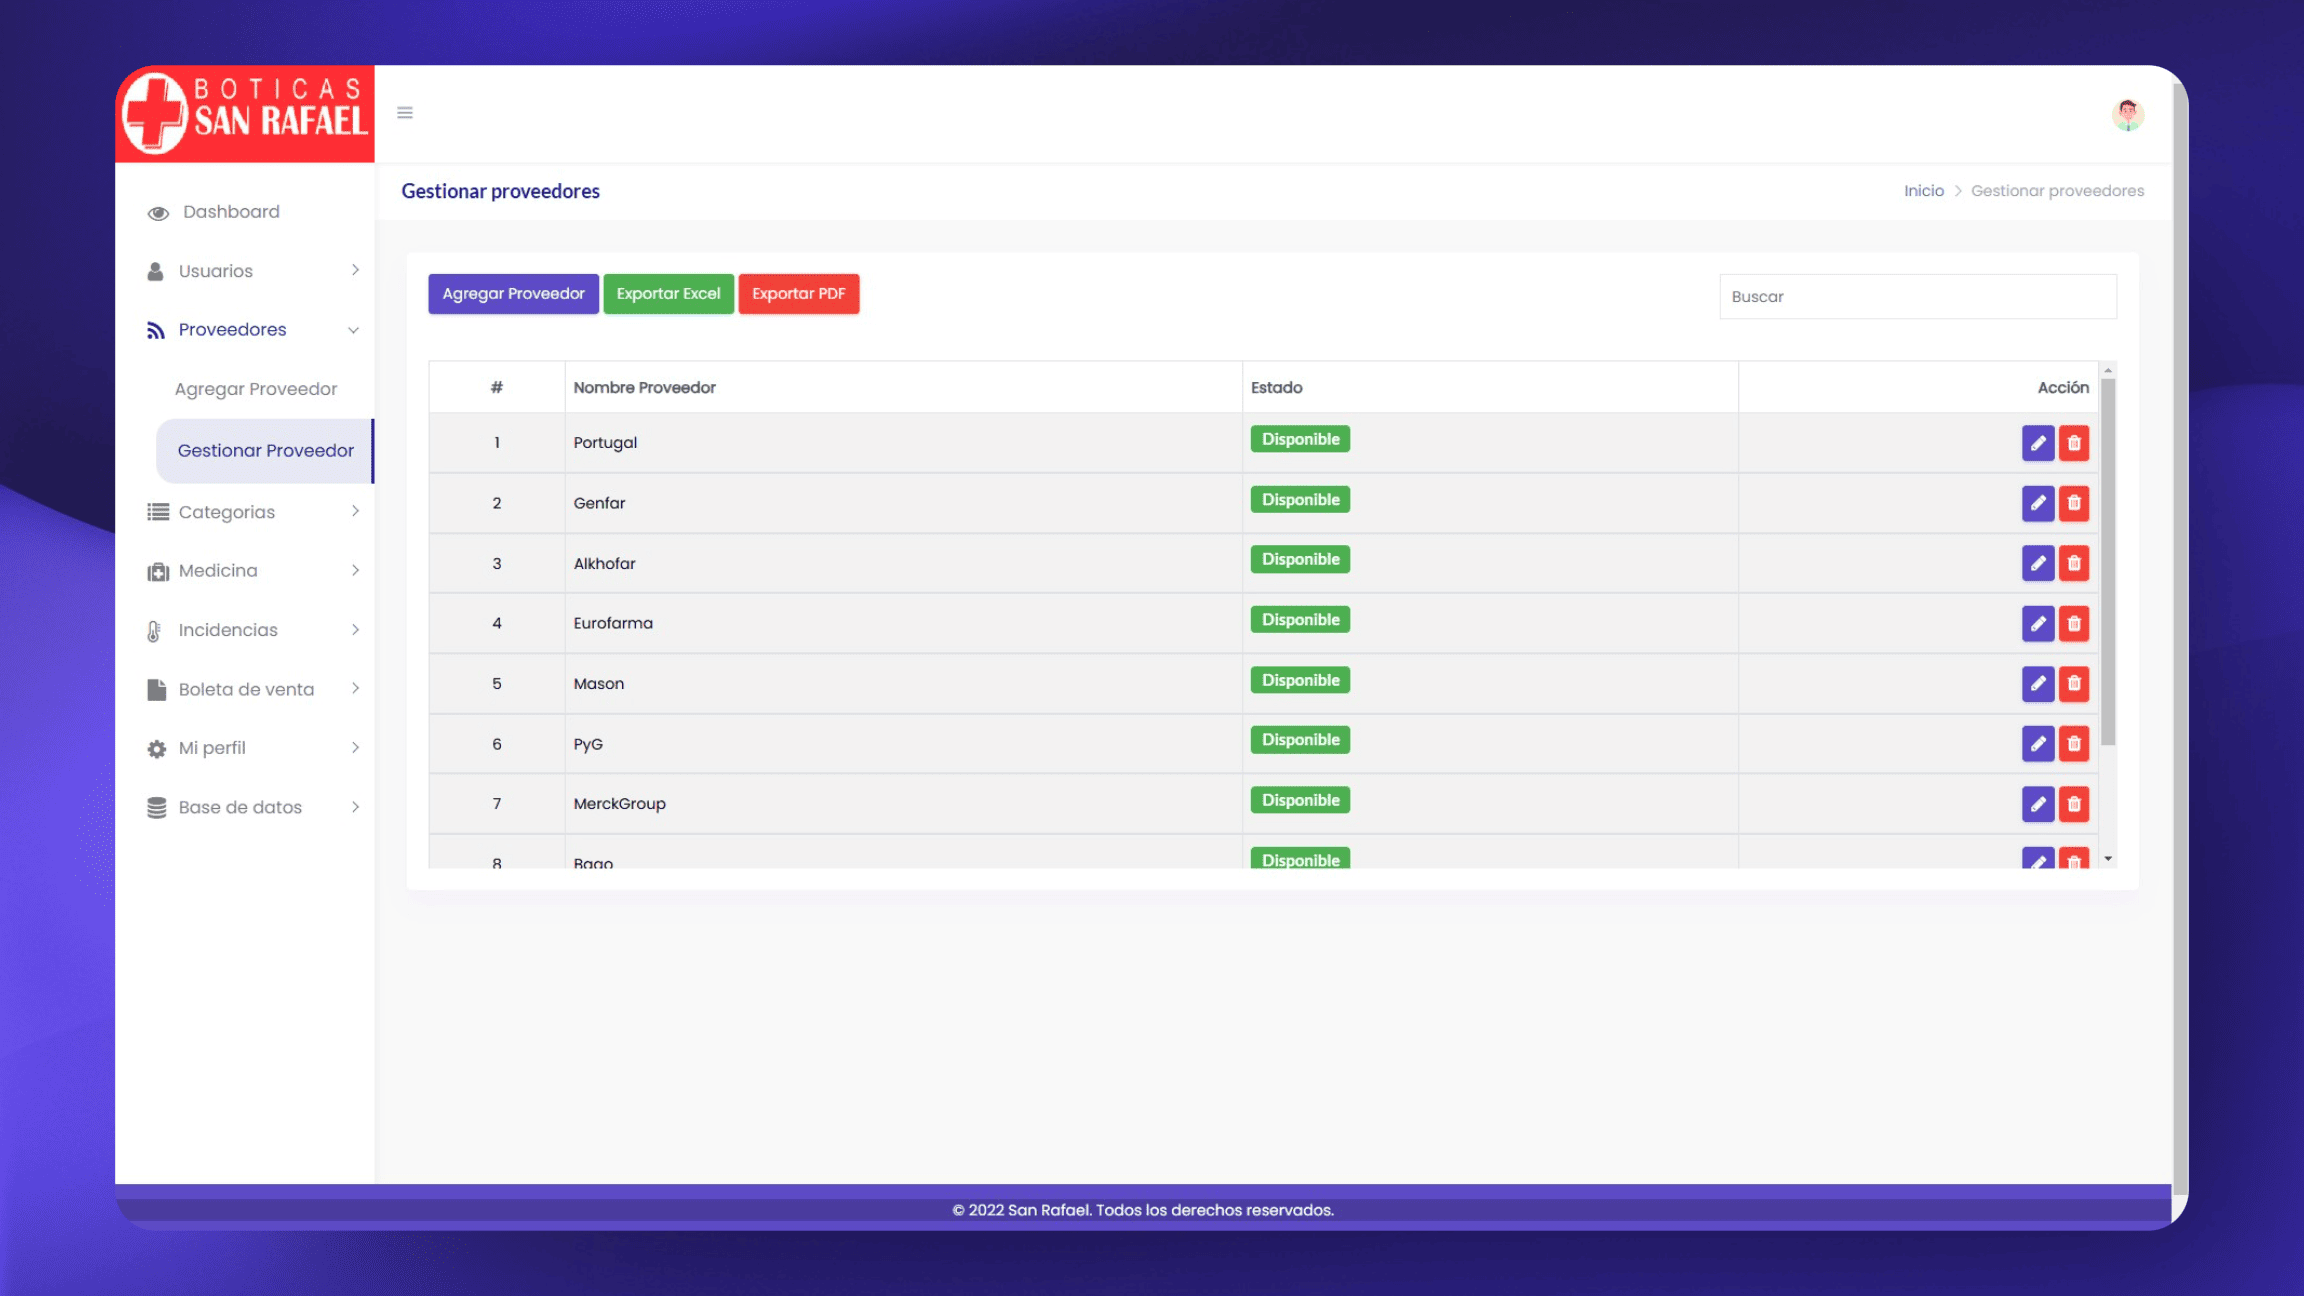 BOTICAS
SAN RAFAEL
Gestionar proveedores
Inicio > Gestionar proveedores
Dashboard
Usuarios
Proveedores
Agregar Proveedor
Gestionar Proveedor
Categorias
Medicina
Incidencias
Boleta de venta
Mi perfil
Base de datos
Agregar Proveedor Exportar Excel Exportar PDF
Buscar
# Nombre Proveedor Estado Acción
1 Portugal Disponible
2 Genfar Disponible
3 Alkhofar Disponible
4 Eurofarma Disponible
5 Mason Disponible
6 PyG Disponible
7 MerckGroup Disponible
8 Bago Disponible
© 2022 San Rafael. Todos los derechos reservados.